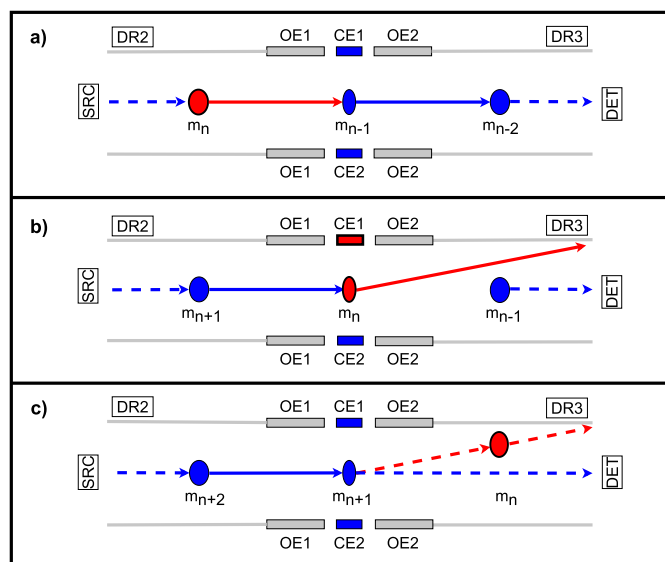 a)
DR2
OE1 CE1 OE2
DR3
SRC
mn mn-1 mn-2
DET
OE1 CE2 OE2
b)
DR2
OE1 CE1 OE2
DR3
SRC
mn+1 mn mn-1
DET
OE1 CE2 OE2
c)
DR2
OE1 CE1 OE2
DR3
SRC
mn+2 mn+1 mn
DET
OE1 CE2 OE2